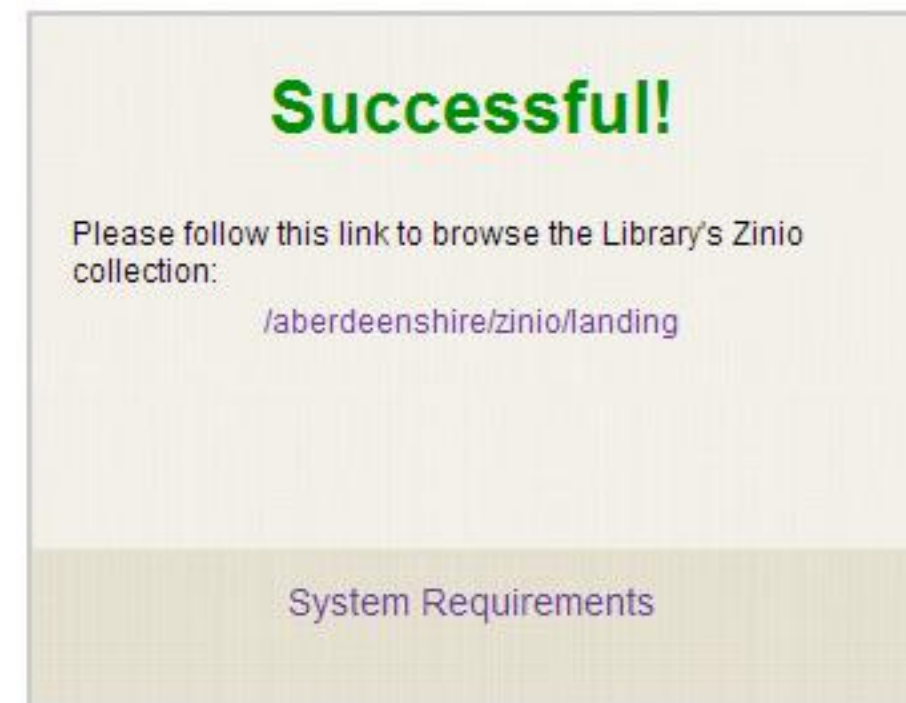 Successful!
Please follow this link to browse the Library's Zinio
collection:
/aberdeenshire/zinio/landing
System Requirements